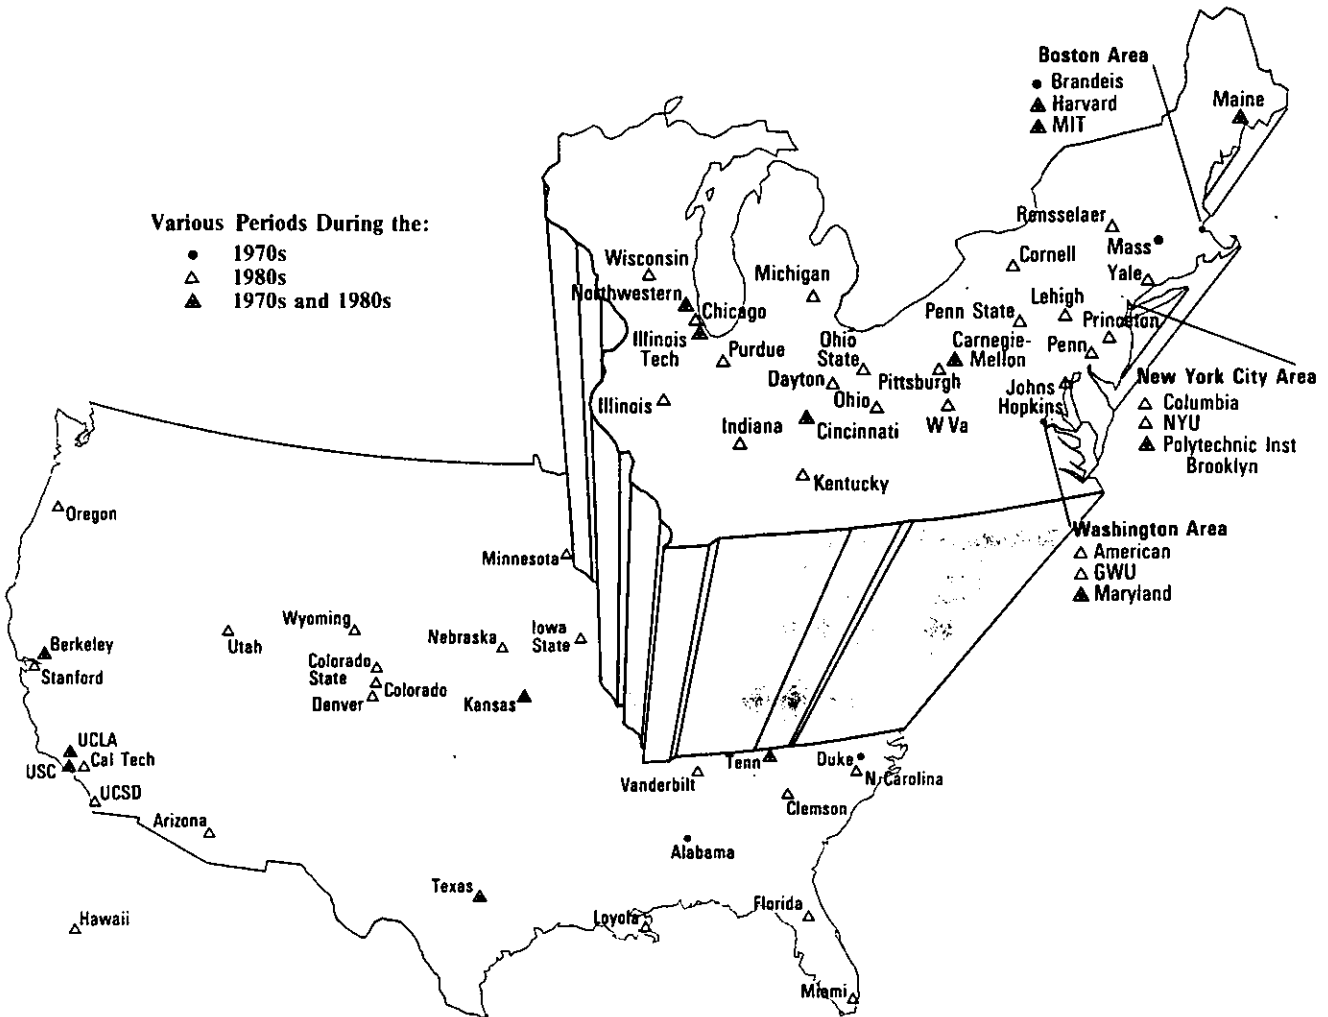 Boston Area
Brandeis
Harvard
MIT
Maine
Various Periods During the:
1970s
1980s
1970s and 1980s
Rensselaer
Mass
Cornell
Yale
Wisconsin
Michigan
Northwestern
Chicago
Illinois
Tech
Purdue
Ohio
State
Penn State
Lehigh
Princeton
Carnegie-
Mellon
Penn
Dayton
Pittsburgh
Johns
Hopkins
Illinois
Ohio
W Va
Indiana
Cincinnati
Kentucky
New York City Area
Columbia
NYU
Polytechnic Inst
Brooklyn
Washington Area
American
GWU
Maryland
Oregon
Minnesota
Berkeley
Stanford
Utah
Wyoming
Nebraska
Iowa
State
Colorado
State
Colorado
Denver
Kansas
UCLA
USC
Cal Tech
UCSD
Arizona
Vanderbilt
Tenn
Duke
N Carolina
Clemson
Alabama
Texas
Hawaii
Loyola
Florida
Miami